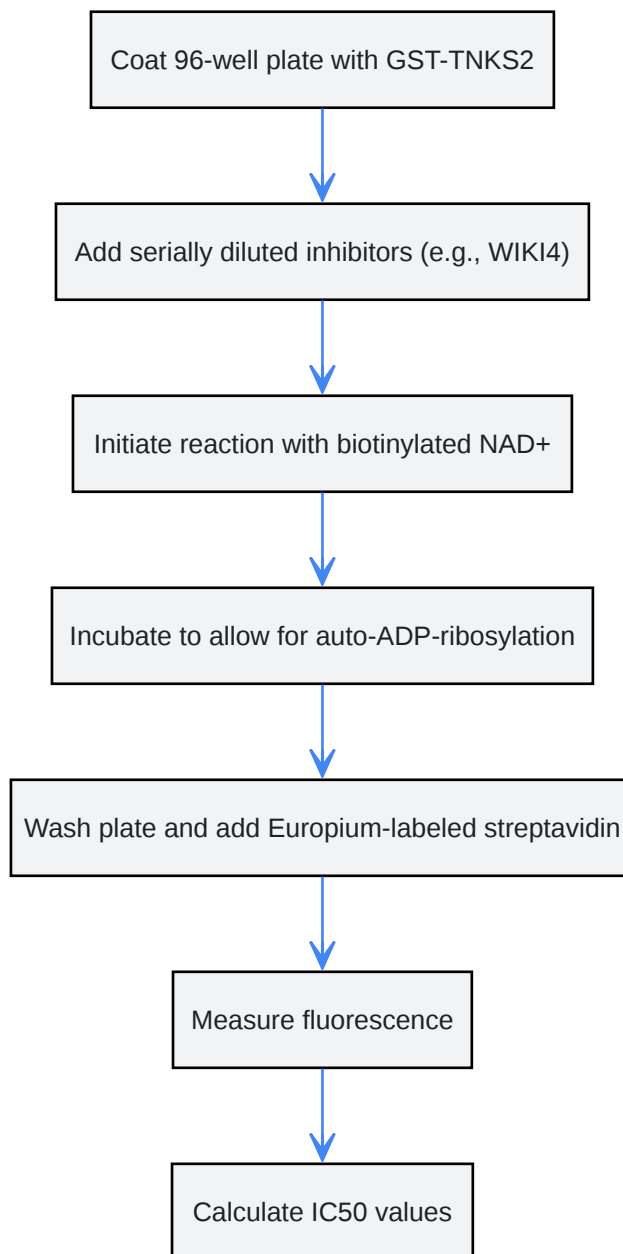 Coat 96-well plate with GST-TNKS2
Add serially diluted inhibitors (e.g., WIKI4)
Initiate reaction with biotinylated NAD+
Incubate to allow for auto-ADP-ribosylation
Wash plate and add Europium-labeled streptavidin
Measure fluorescence
Calculate IC50 values